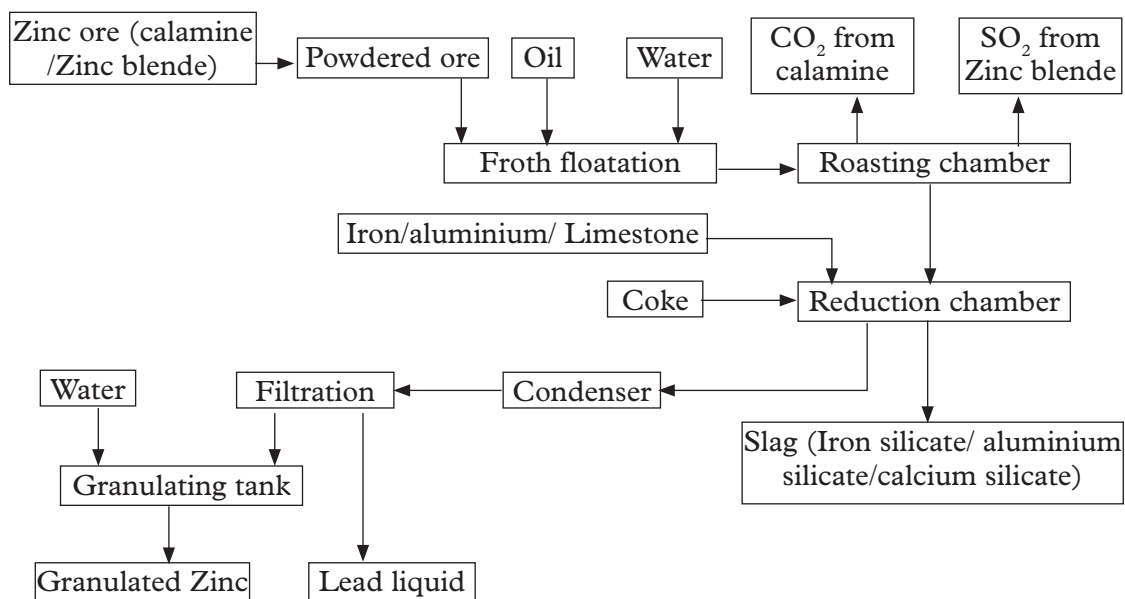 Zinc ore (calamine
/Zinc blende)
Powdered ore
Oil
Water
CO₂ from
calamine
SO₂ from
Zinc blende
Froth floatation
Roasting chamber
Iron/aluminium/ Limestone
Coke
Reduction chamber
Water
Filtration
Condenser
Slag (Iron silicate/ aluminium
silicate/calcium silicate)
Granulating tank
Granulated Zinc
Lead liquid